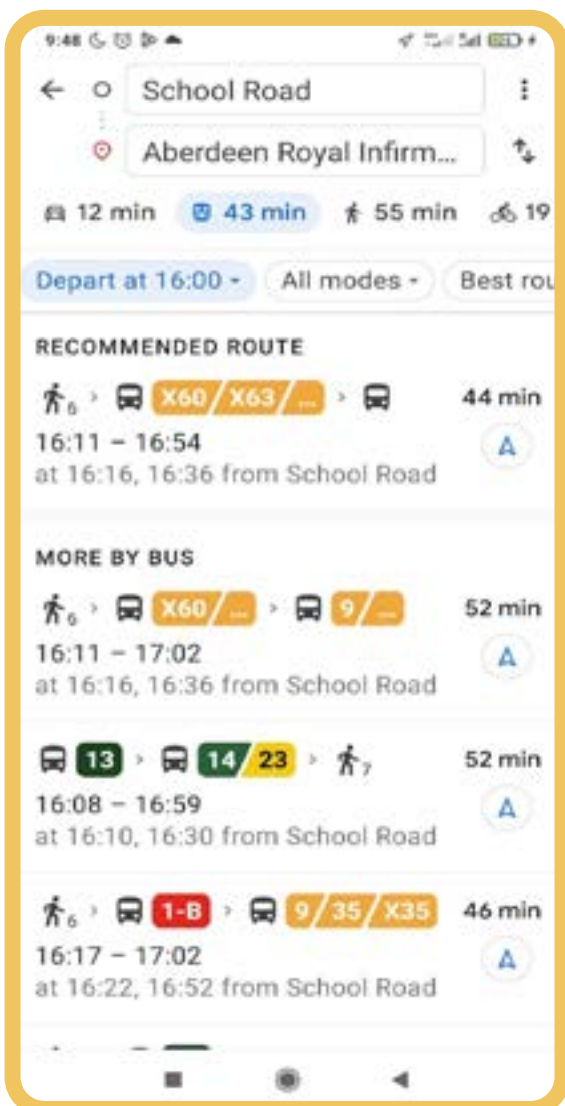 9:48
School Road
Aberdeen Royal Infirm...
12 min 43 min 55 min 19
Depart at 16:00 All modes Best rou
RECOMMENDED ROUTE
6 X60/X63/... 44 min
16:11 – 16:54
at 16:16, 16:36 from School Road
MORE BY BUS
6 X60/... 9/... 52 min
16:11 – 17:02
at 16:16, 16:36 from School Road
13 14/23 7 52 min
16:08 – 16:59
at 16:10, 16:30 from School Road
6 1-B 9/35/X35 46 min
16:17 – 17:02
at 16:22, 16:52 from School Road